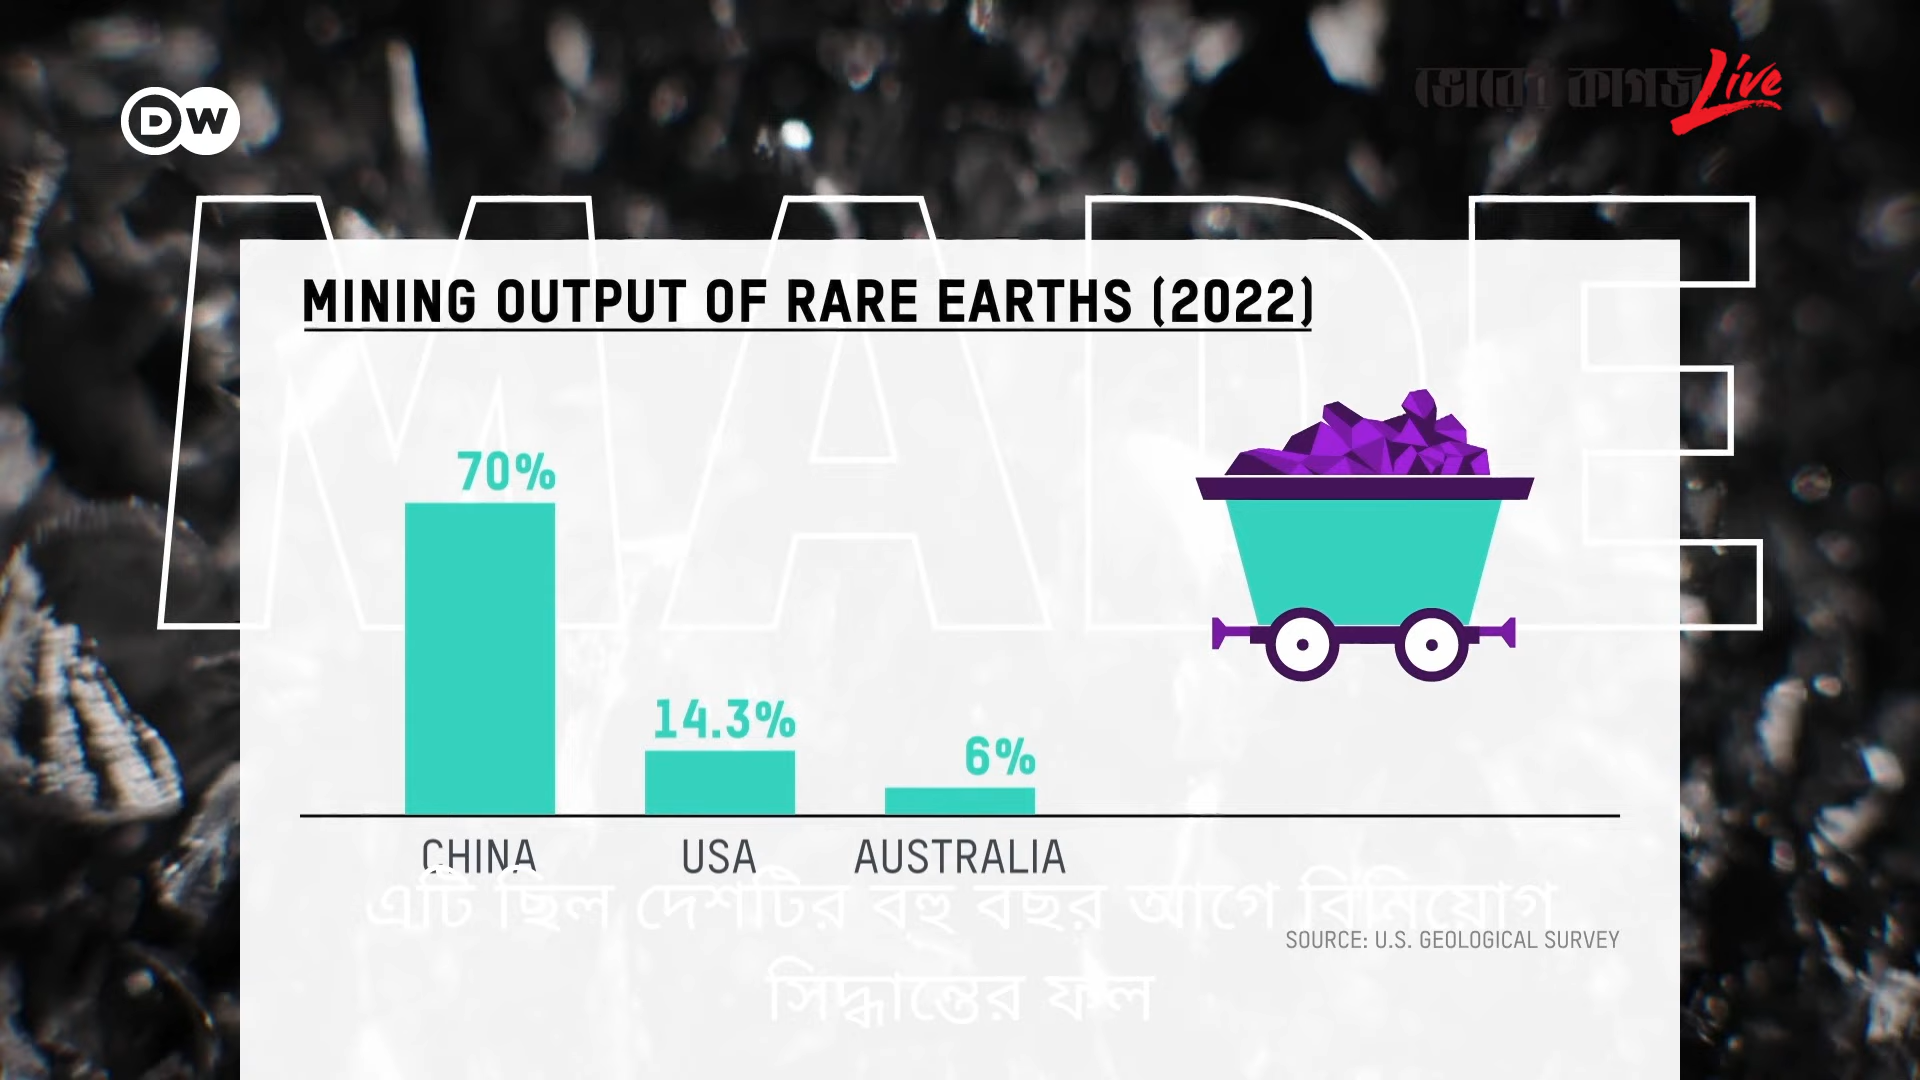 DW
ভোরের কাগজ Live
MADE
MINING OUTPUT OF RARE EARTHS (2022)
70%
14.3%
6%
CHINA
USA
AUSTRALIA
এটি ছিল দেশটির বহু বছর আগে বিনিয়োগ
SOURCE: U.S. GEOLOGICAL SURVEY
সিদ্ধান্তের ফল